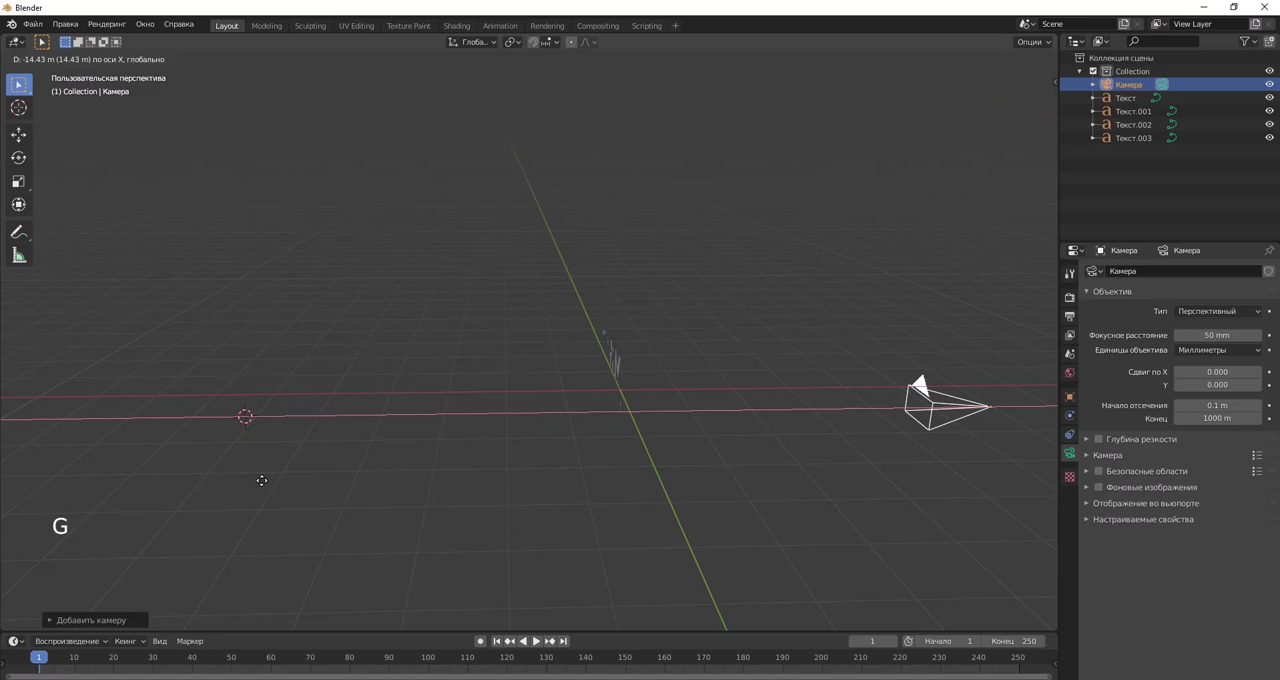 Blender
Файл Правка Рендеринг Окно Справка Layout Modeling Sculpting UV Editing Texture Paint Shading Animation Rendering Compositing Scripting + Scene View Layer
Глоба... Опции
D: -14.43 m (14.43 m) по оси X, глобально
Пользовательская перспектива
(1) Collection | Камера
G
Добавить камеру
Коллекция сцены
Collection
Камера
Текст
Текст.001
Текст.002
Текст.003
Камера Камера
Камера
Объектив
Тип Перспективный
Фокусное расстояние 50 mm
Единицы объектива Миллиметры
Сдвиг по X 0.000
Y 0.000
Начало отсечения 0.1 m
Конец 1000 m
Глубина резкости
Камера
Безопасные области
Фоновые изображения
Отображение во вьюпорте
Настраиваемые свойства
Воспроизведение Кеинг Вид Маркер 1 Начало 1 Конец 250
1 10 20 30 40 50 60 70 80 90 100 110 120 130 140 150 160 170 180 190 200 210 220 230 240 250